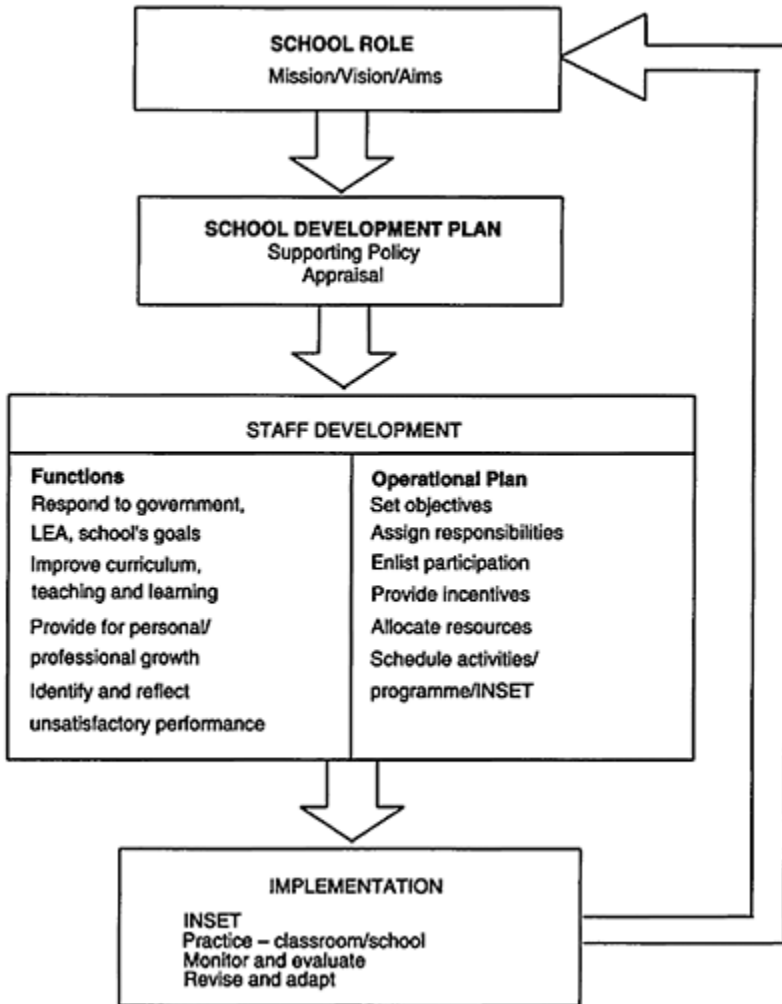 SCHOOL ROLE
Mission/Vision/Aims
SCHOOL DEVELOPMENT PLAN
Supporting Policy
Appraisal
STAFF DEVELOPMENT
Functions
Respond to government,
LEA, school's goals
Improve curriculum,
teaching and learning
Provide for personal/
professional growth
Identify and reflect
unsatisfactory performance
Operational Plan
Set objectives
Assign responsibilities
Enlist participation
Provide incentives
Allocate resources
Schedule activities/
programme/INSET
IMPLEMENTATION
INSET
Practice – classroom/school
Monitor and evaluate
Revise and adapt